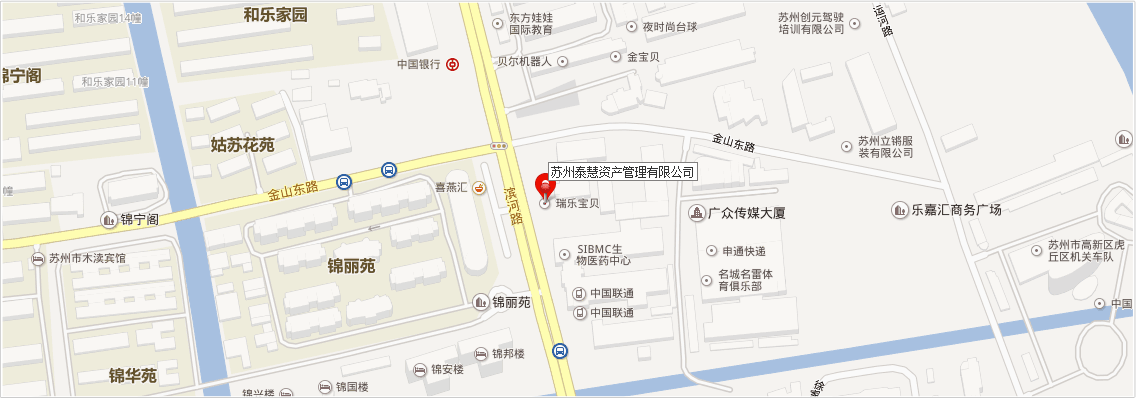 和乐家园14幢
和乐家园
东方娃娃
国际教育
夜时尚台球
苏州创元驾驶
培训有限公司
运河路
锦宁阁
和乐家园11幢
中国银行
贝尔机器人
金宝贝
姑苏花苑
金山东路
苏州立锵服
装有限公司
苏州泰慧资产管理有限公司
幢
金山东路
喜燕汇
滨河路
瑞乐宝贝
广众传媒大厦
乐嘉汇商务广场
锦宁阁
苏州市木渎宾馆
锦丽苑
SIBMC生
物医药中心
申通快递
苏州市高新区虎
丘区机关车队
名城名雷体
育俱乐部
中国联通
中国联通
锦丽苑
中国
锦华苑
锦邦楼
锦安楼
锦国楼
锦兴楼